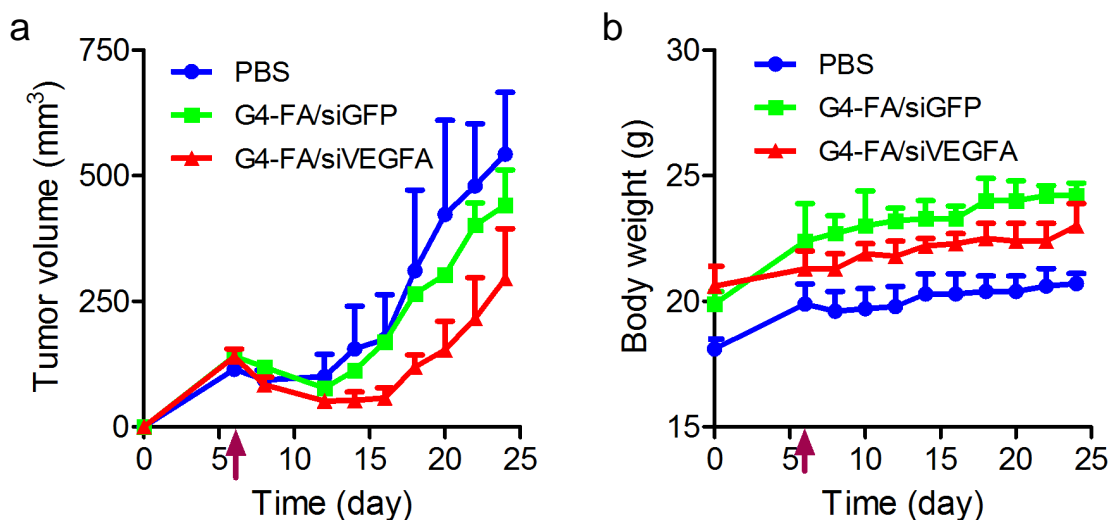 a
750
500
250
0
Tumor volume (mm³)
PBS
G4-FA/siGFP
G4-FA/siVEGFA
0 5 10 15 20 25
Time (day)
b
30
25
20
15
Body weight (g)
PBS
G4-FA/siGFP
G4-FA/siVEGFA
0 5 10 15 20 25
Time (day)